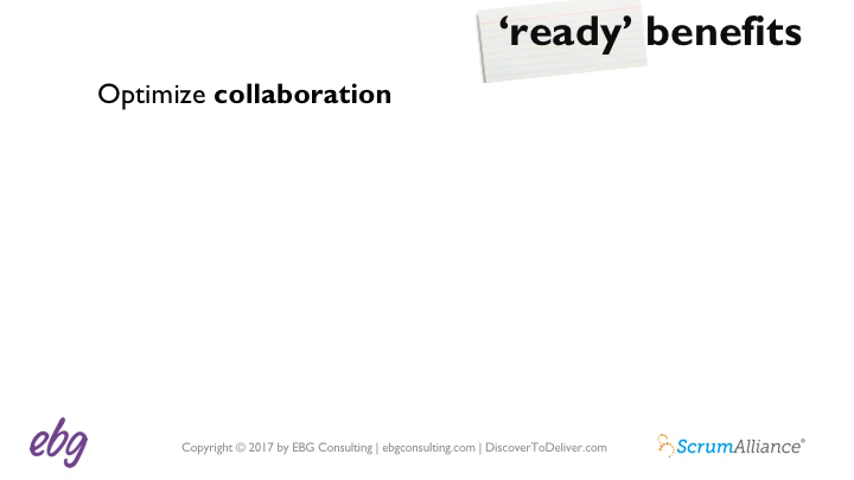 ‘ready’ benefits
Optimize collaboration
ebg
Copyright © 2017 by EBG Consulting | ebgconsulting.com | DiscoverToDeliver.com
ScrumAlliance®